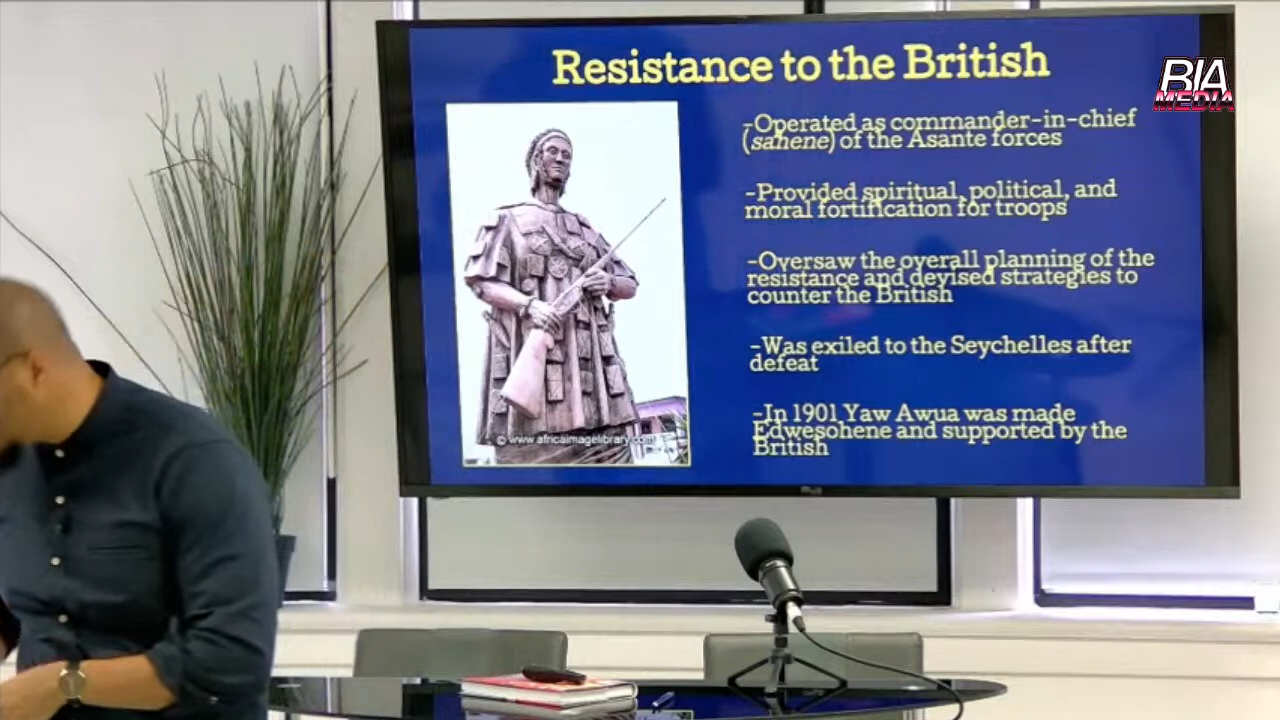 Resistance to the British
BIA
MEDIA
-Operated as commander-in-chief
(sahene) of the Asante forces
-Provided spiritual, political, and
moral fortification for troops
-Oversaw the overall planning of the
resistance and devised strategies to
counter the British
-Was exiled to the Seychelles after
defeat
-In 1901 Yaw Awua was made
Edwesohene and supported by the
British
© www.africaimagelibrary.com